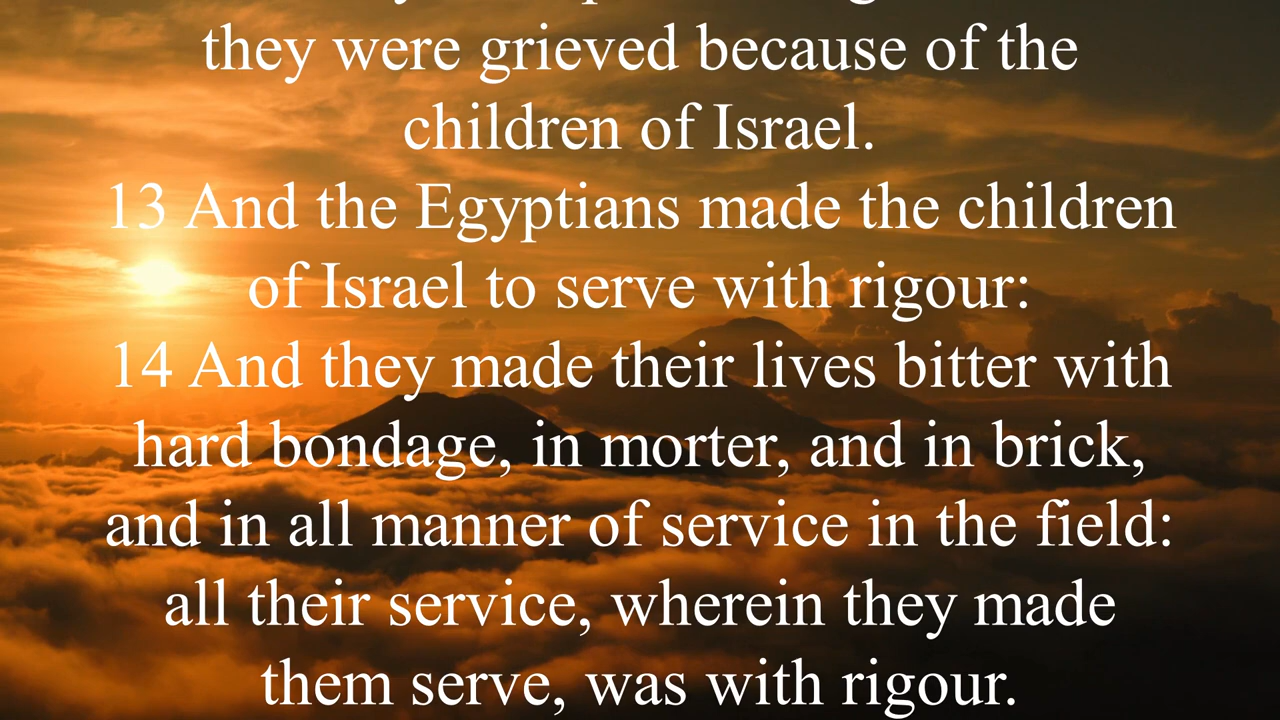 they were grieved because of the
children of Israel.
13 And the Egyptians made the children
of Israel to serve with rigour:
14 And they made their lives bitter with
hard bondage, in morter, and in brick,
and in all manner of service in the field:
all their service, wherein they made
them serve, was with rigour.